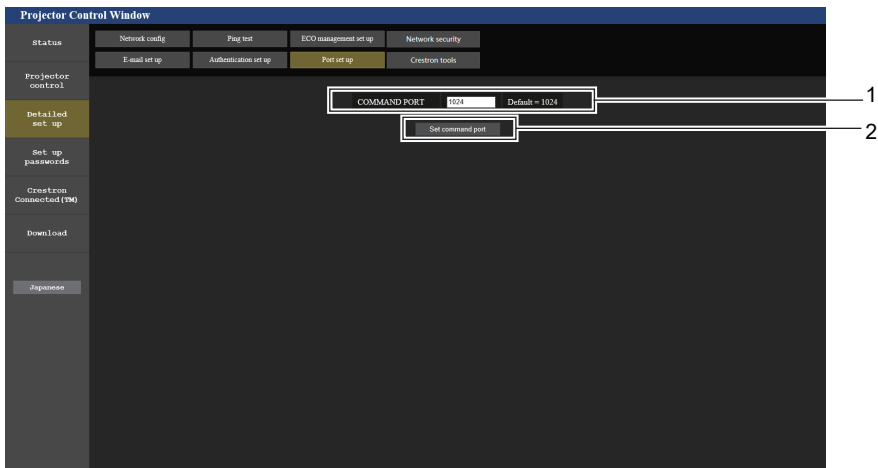 Projector Control Window
Status
Network config
Ping test
ECO management set up
Network security
E-mail set up
Authentication set up
Port set up
Crestron tools
Projector
control
Detailed
set up
Set up
passwords
Crestron
Connected(TM)
Download
Japanese
COMMAND PORT 1024 Default = 1024
Set command port
1
2